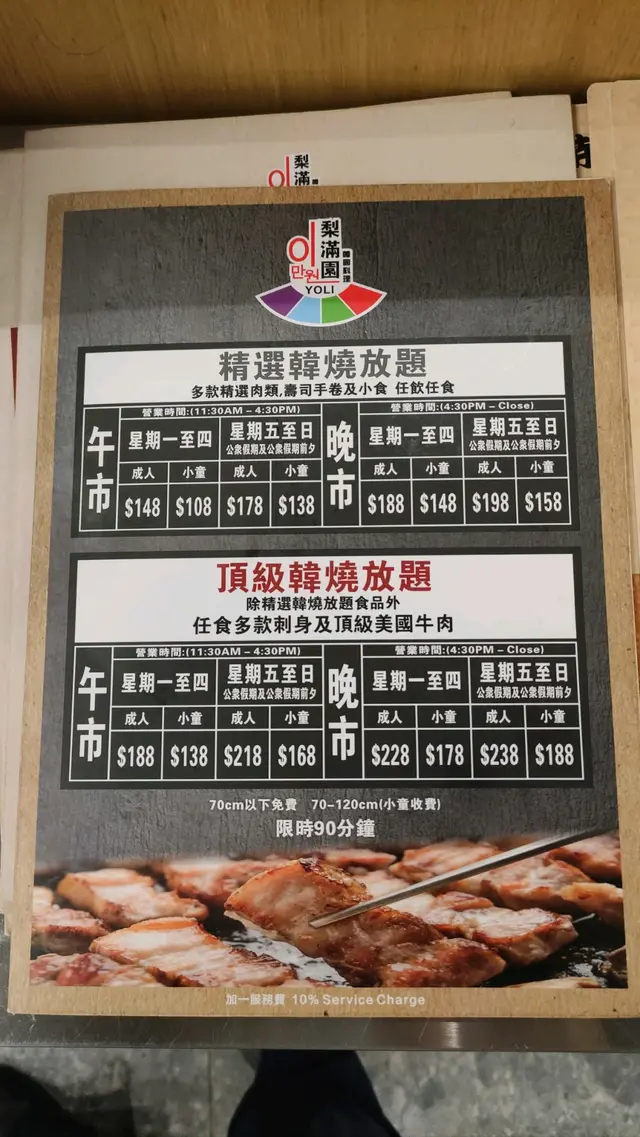 梨
滿
이
梨滿園
韓國料理
이
만원
YOLI
精選韓燒放題
多款精選肉類,壽司手卷及小食 任飲任食
午市
營業時間:(11:30AM – 4:30PM)
星期一至四
星期五至日
公眾假期及公眾假期前夕
成人 小童 成人 小童
$148 $108 $178 $138
晚市
營業時間:(4:30PM – Close)
星期一至四
星期五至日
公眾假期及公眾假期前夕
成人 小童 成人 小童
$188 $148 $198 $158
頂級韓燒放題
除精選韓燒放題食品外
任食多款刺身及頂級美國牛肉
午市
營業時間:(11:30AM – 4:30PM)
星期一至四
星期五至日
公眾假期及公眾假期前夕
成人 小童 成人 小童
$188 $138 $218 $168
晚市
營業時間:(4:30PM – Close)
星期一至四
星期五至日
公眾假期及公眾假期前夕
成人 小童 成人 小童
$228 $178 $238 $188
70cm以下免費 70-120cm(小童收費)
限時90分鐘
加一服務費 10% Service Charge